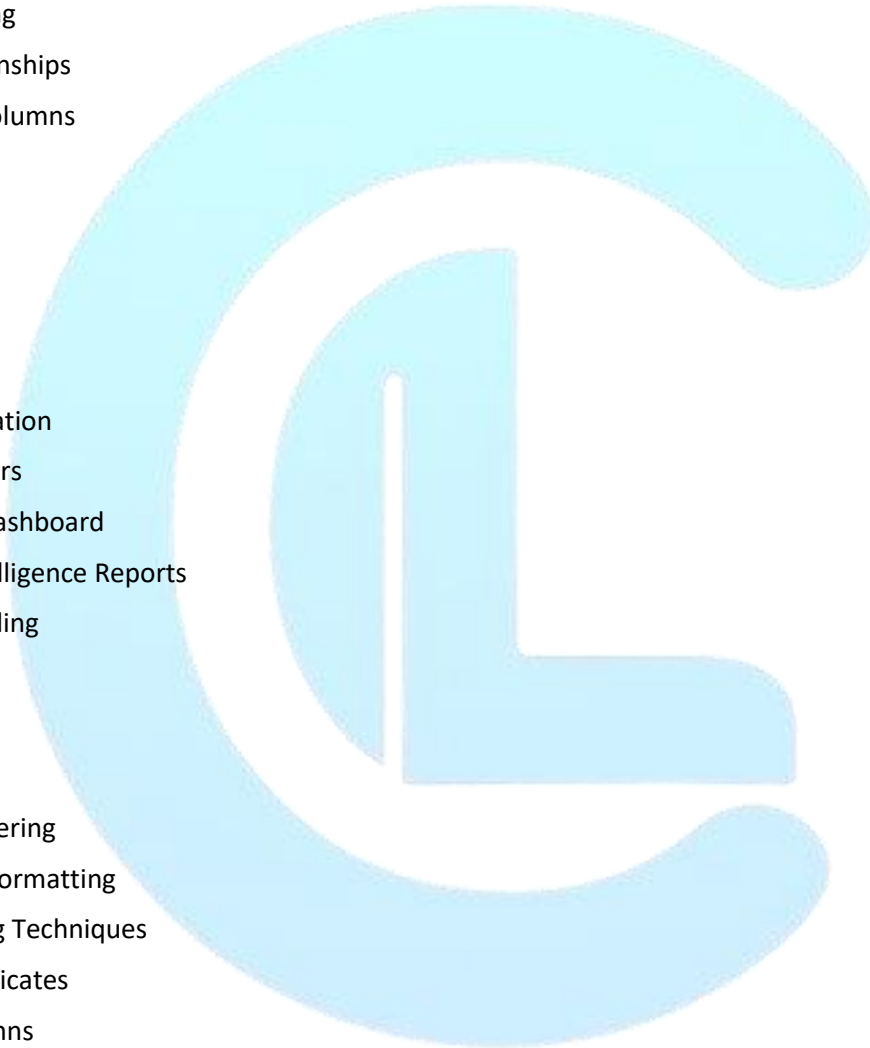 g
nships
olumns
ation
rs
ashboard
lligence Reports
ling
ering
ormatting
g Techniques
icates
nns